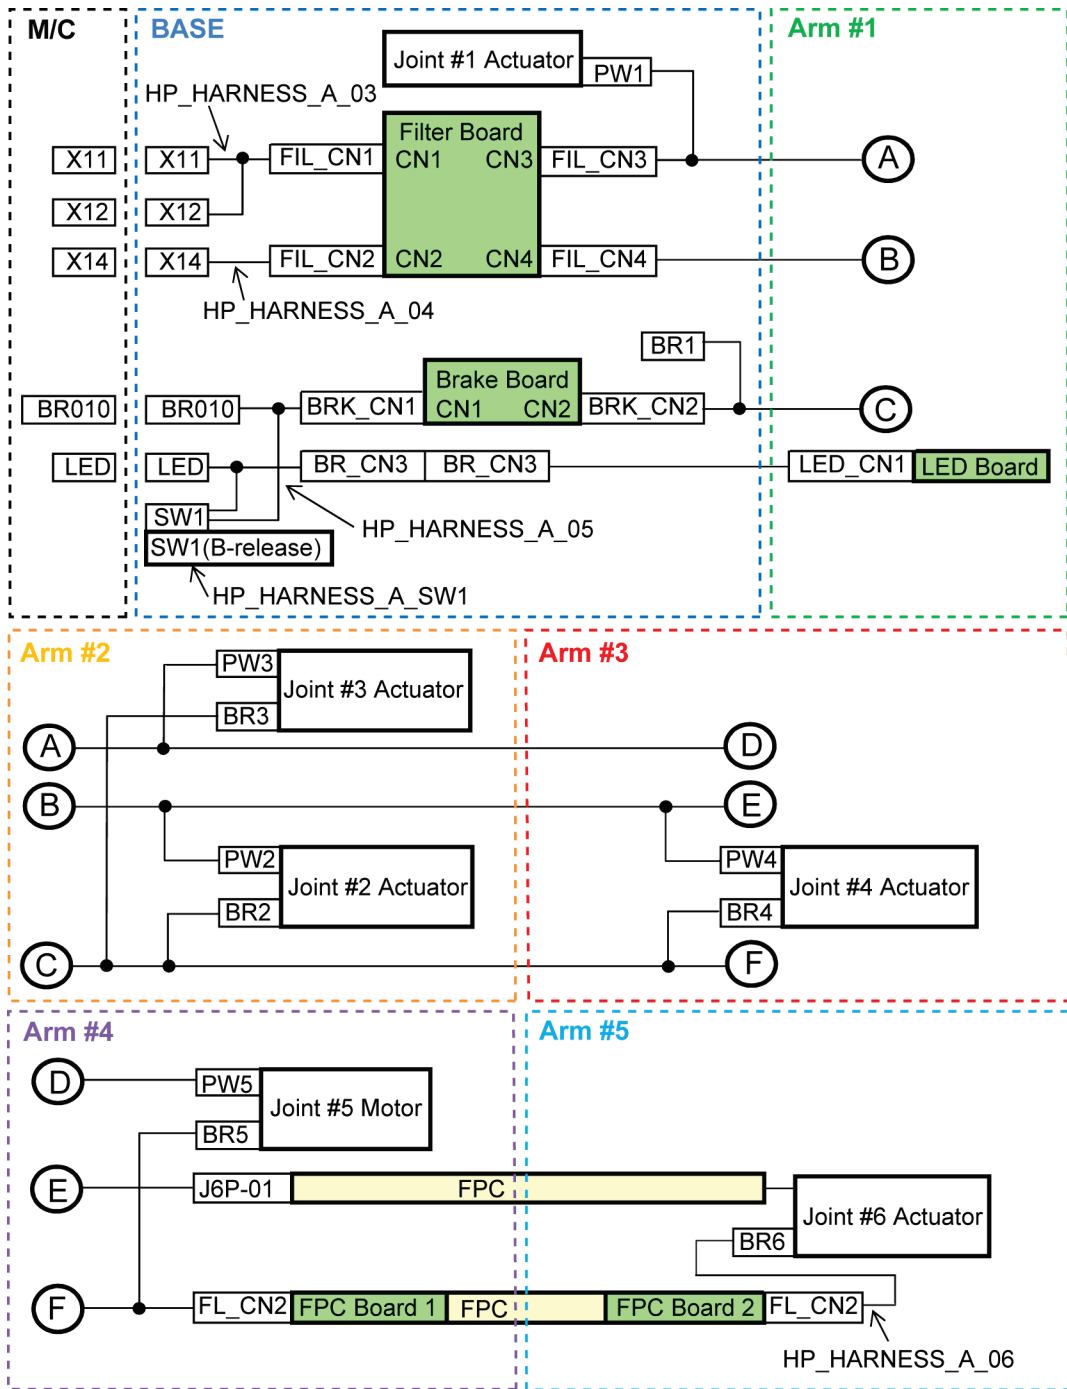 M/C
BASE
Arm #1
Joint #1 Actuator
PW1
HP_HARNESS_A_03
Filter Board
X11
X11
FIL_CN1
CN1
CN3
FIL_CN3
A
X12
X12
X14
X14
FIL_CN2
CN2
CN4
FIL_CN4
B
HP_HARNESS_A_04
BR1
Brake Board
BR010
BR010
BRK_CN1
CN1
CN2
BRK_CN2
C
LED
LED
BR_CN3
BR_CN3
LED_CN1
LED Board
SW1
HP_HARNESS_A_05
SW1(B-release)
HP_HARNESS_A_SW1
Arm #2
PW3
Joint #3 Actuator
BR3
A
B
PW2
Joint #2 Actuator
BR2
C
Arm #3
D
E
PW4
Joint #4 Actuator
BR4
F
Arm #4
D
PW5
Joint #5 Motor
BR5
E
J6P-01
FPC
F
FL_CN2
FPC Board 1
FPC
Arm #5
Joint #6 Actuator
BR6
FPC Board 2
FL_CN2
HP_HARNESS_A_06